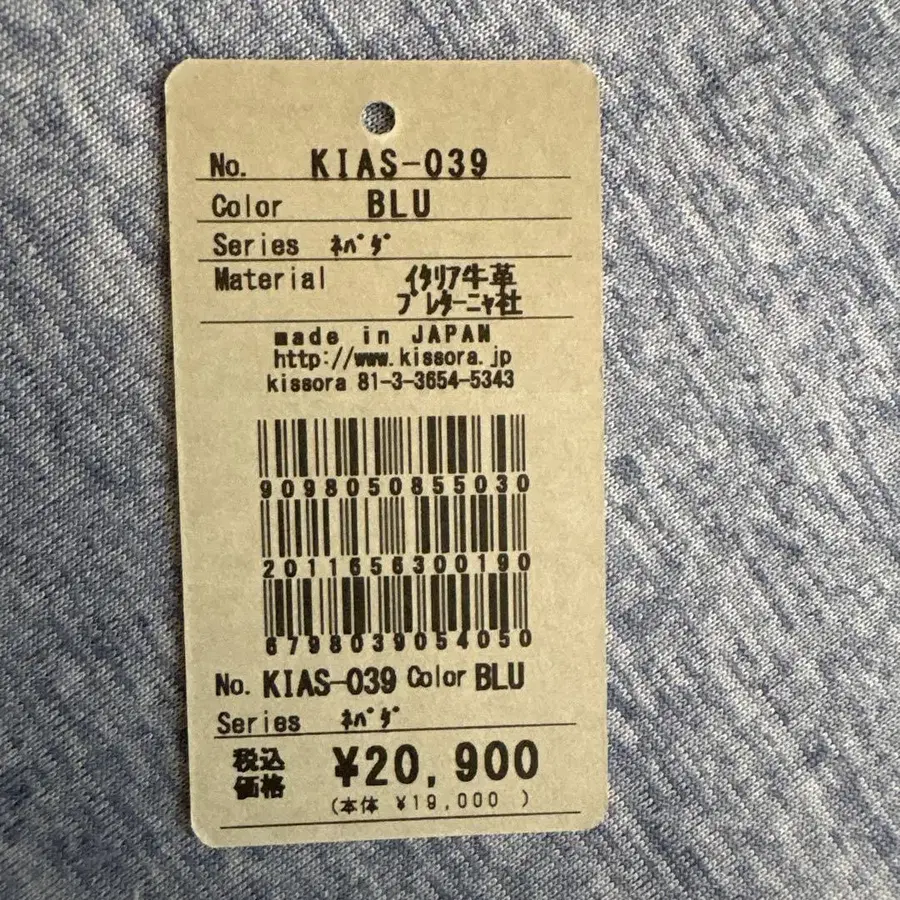 No. KIAS-039
Color BLU
Series ﾈﾊﾞﾀﾞ
Material ｲﾀﾘｱ牛革
ﾌﾞﾚﾀｰﾆｬ社
made in JAPAN
http://www.kissora.jp
kissora 81-3-3654-5343
9098050855030
2011656300190
6798039054050
No. KIAS-039 Color BLU
Series ﾈﾊﾞﾀﾞ
税込価格 ¥20,900
(本体 ¥19,000 )